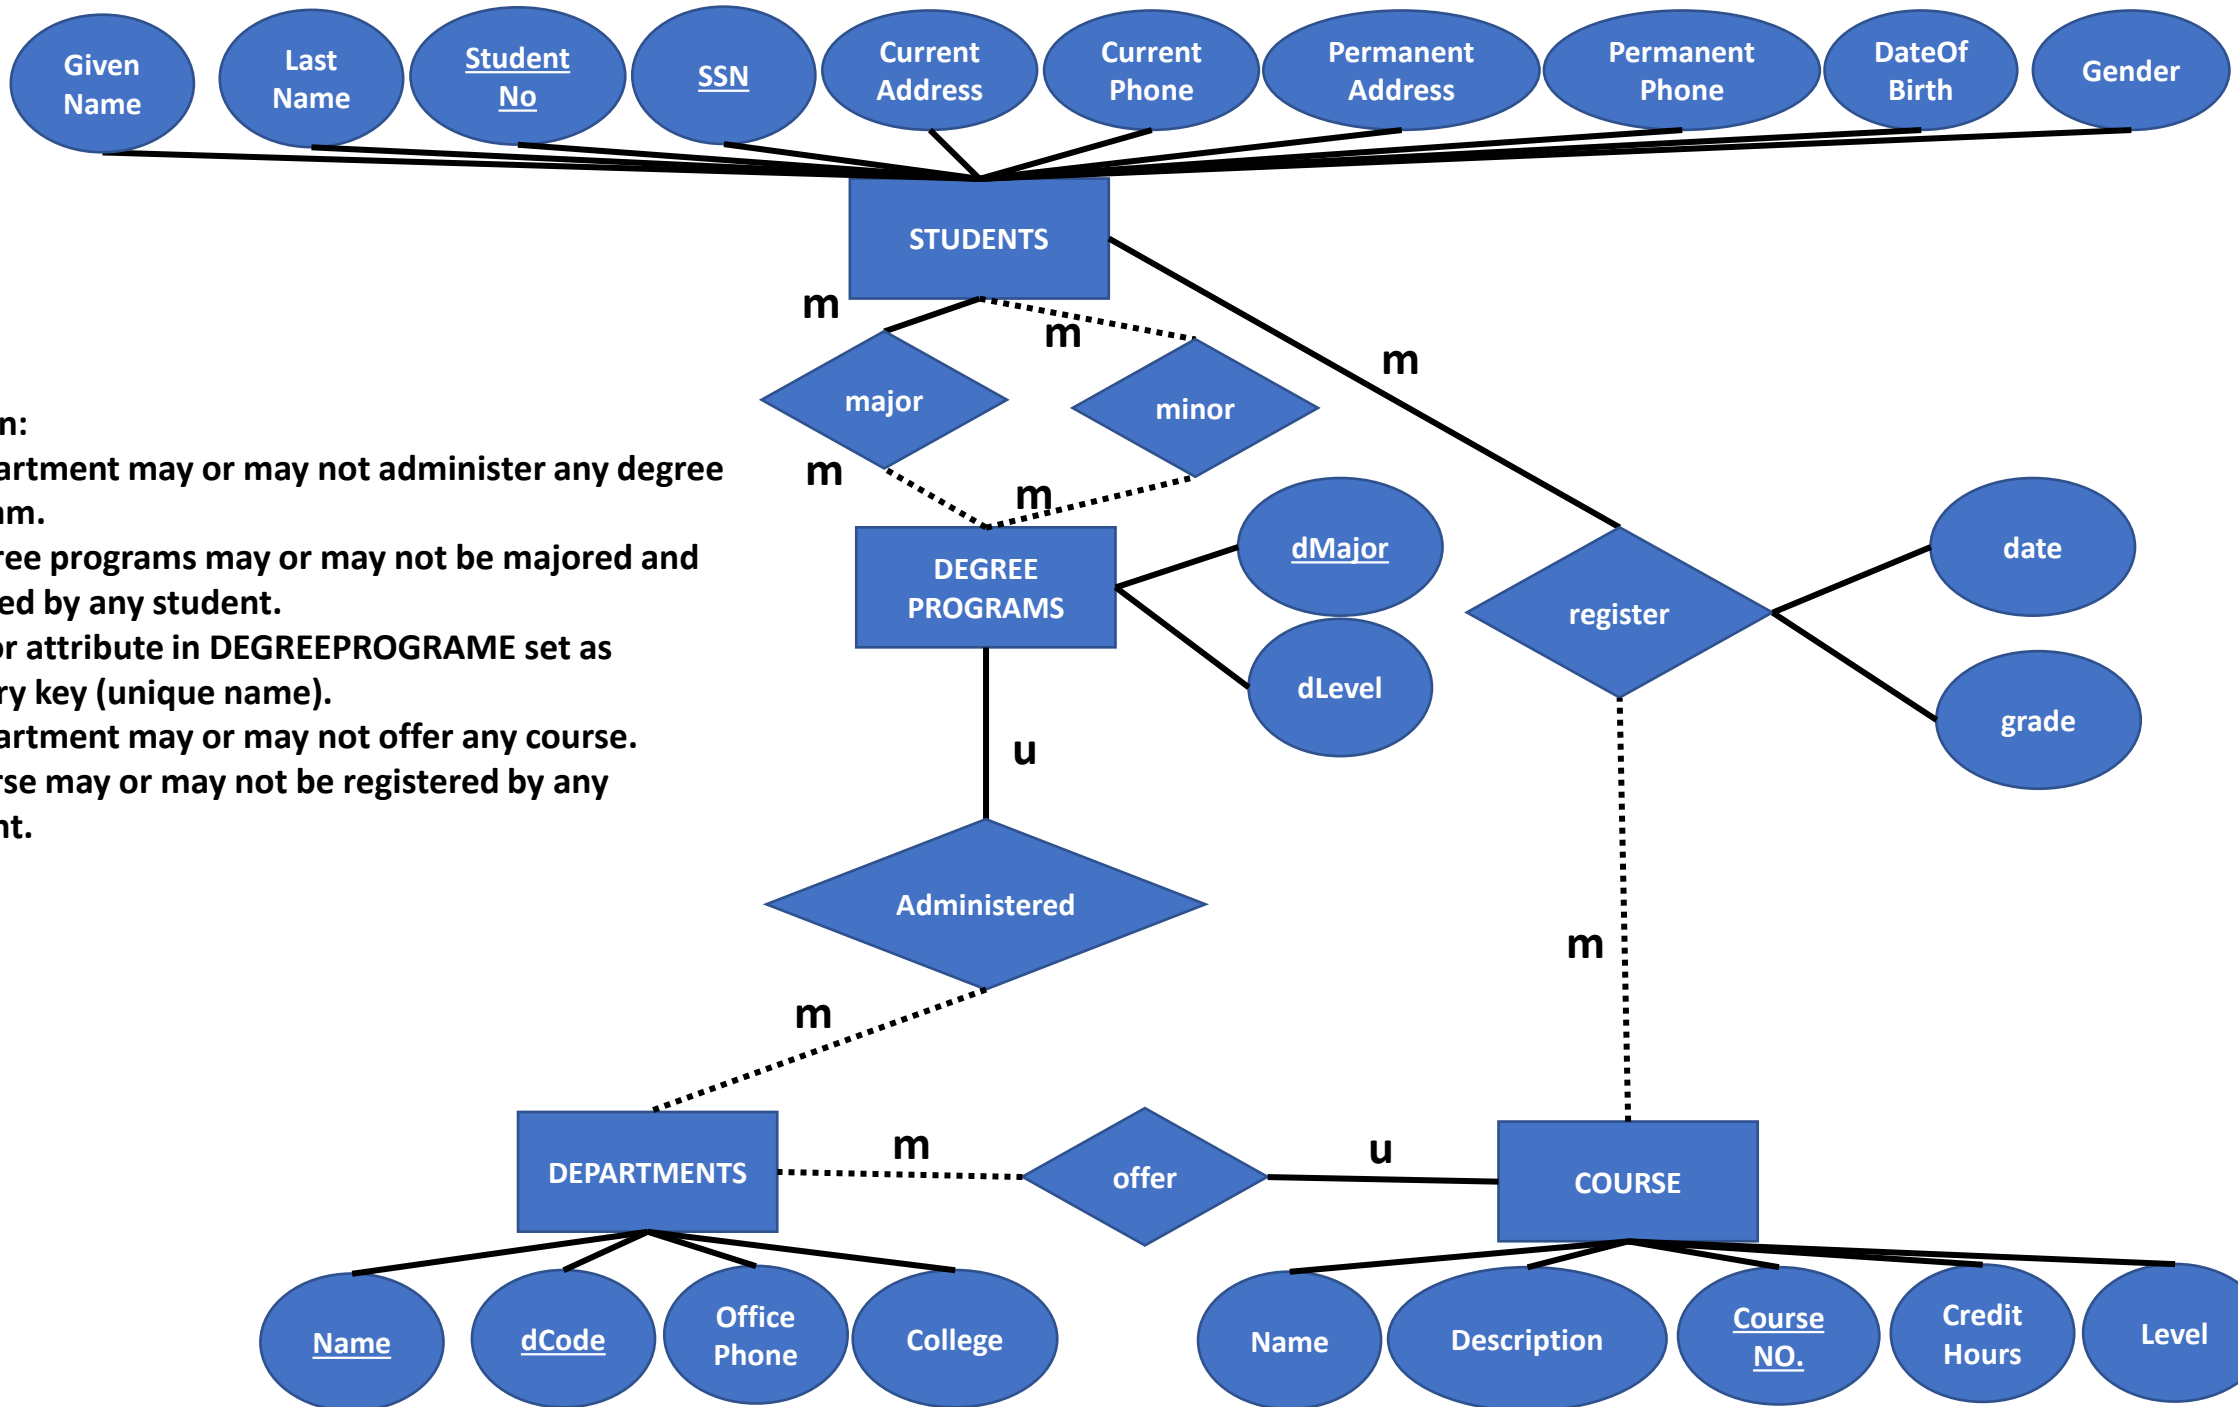 Given
Name
Last
Name
Student
No
SSN
Current
Address
Current
Phone
Permanent
Address
Permanent
Phone
DateOf
Birth
Gender
STUDENTS
m
m
m
major
minor
n:
artment may or may not administer any degree
am.
ree programs may or may not be majored and
ed by any student.
or attribute in DEGREEPROGRAME set as
ry key (unique name).
artment may or may not offer any course.
rse may or may not be registered by any
nt.
m
m
DEGREE
PROGRAMS
dMajor
dLevel
register
date
grade
u
Administered
m
m
DEPARTMENTS
m
offer
u
COURSE
Name
dCode
Office
Phone
College
Name
Description
Course
NO.
Credit
Hours
Level